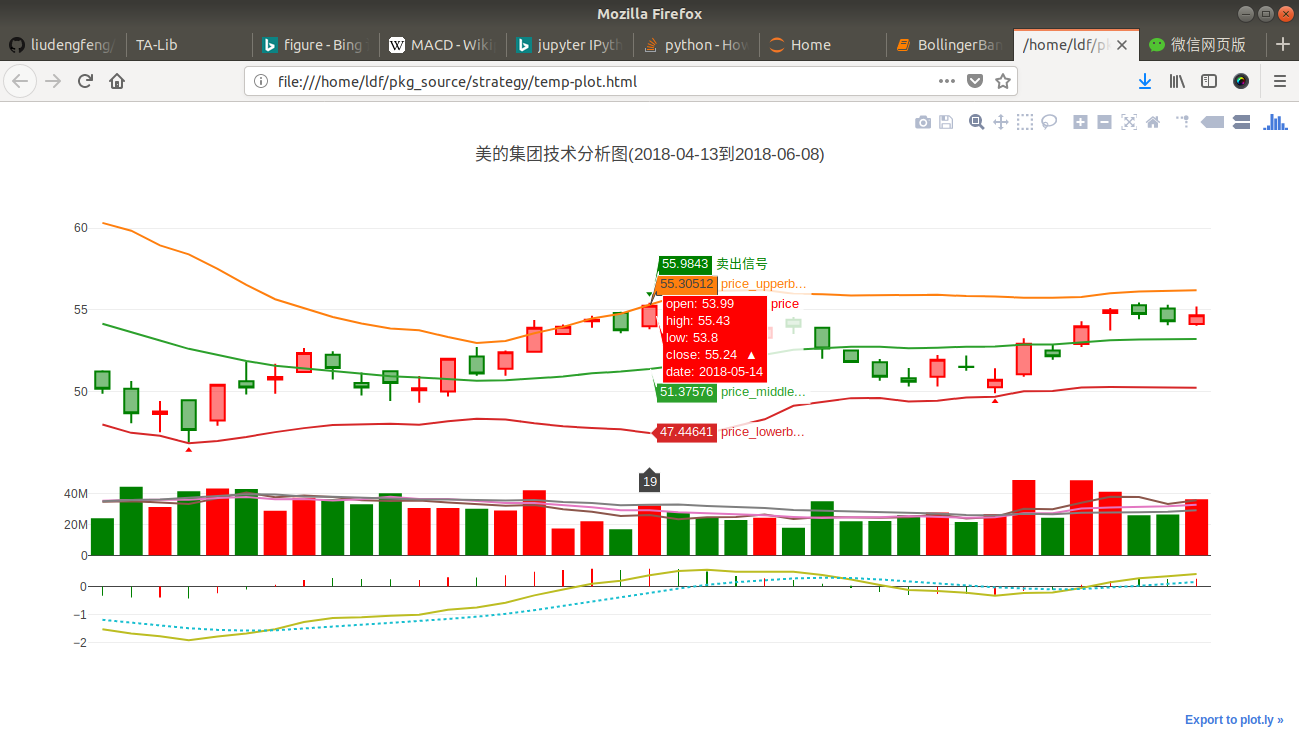 Mozilla Firefox
liudengfeng/
TA-Lib
figure - Bing
MACD - Wiki
jupyter IPyth
python - How
Home
BollingerBan
/home/ldf/pk
微信网页版
file:///home/ldf/pkg_source/strategy/temp-plot.html
美的集团技术分析图(2018-04-13到2018-06-08)
60
55
50
55.9843 卖出信号
55.30512 price_upperb...
open: 53.99 price
high: 55.43
low: 53.8
close: 55.24 ▲
date: 2018-05-14
51.37576 price_middle...
47.44641 price_lowerb...
19
40M
20M
0
0
−1
−2
Export to plot.ly »